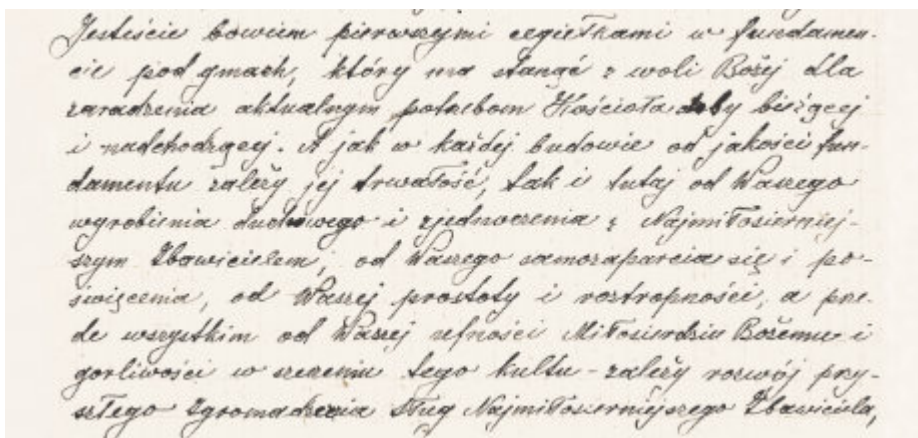 Jesteście bowiem pierwszymi cegiełkami w fundamen-
cie pod gmach, który ma stanąć z woli Bożej dla
zaradzenia aktualnym potrzebom Kościoła doby bieżącej
i nadchodzącej. A jak w każdej budowie od jakości fun-
damentu zależy jej trwałość, tak i tutaj od Waszego
wyrobienia duchowego i zjednoczenia z Najmiłosierniej-
szym Zbawicielem, od Waszego samozaparcia się i po-
święcenia, od Waszej prostoty i roztropności, a prze-
de wszystkim od Waszej ufności Miłosierdziu Bożemu i
gorliwości w szerzeniu tego kultu - zależy rozwój przy-
szłego Zgromadzenia Sług Najmiłosierniejszego Zbawiciela,